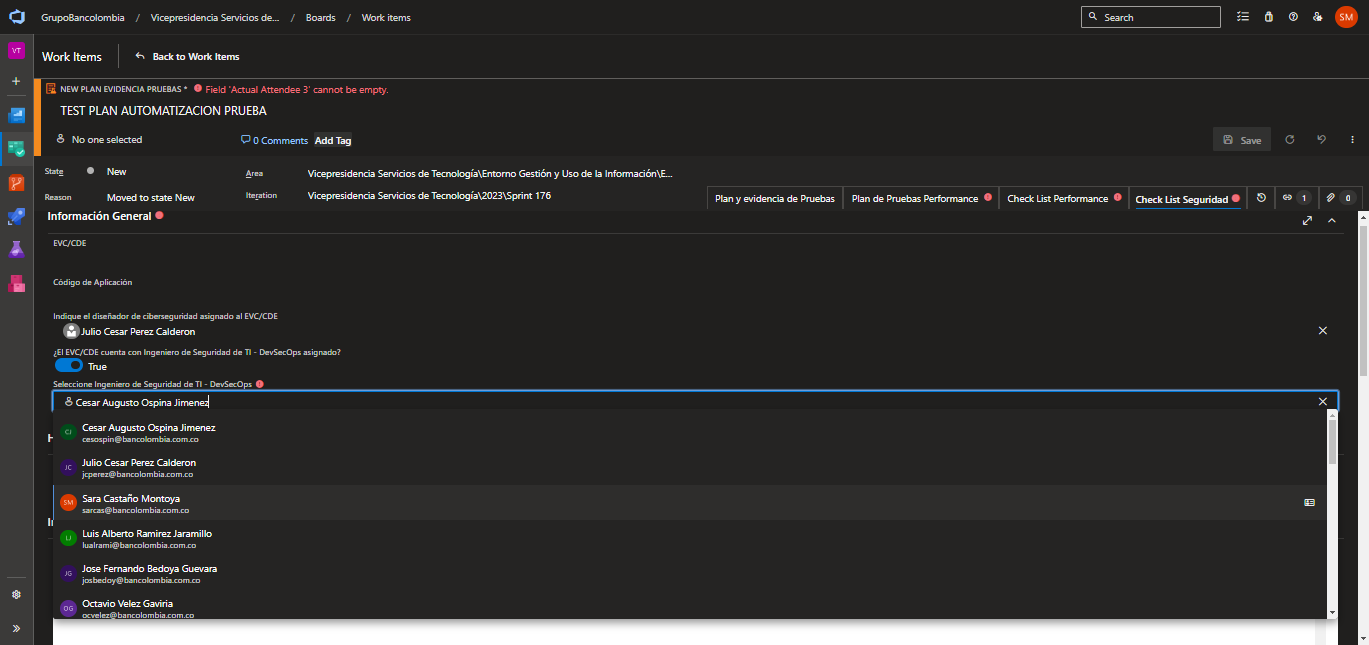 GrupoBancolombia / Vicepresidencia Servicios de... / Boards / Work items
Search
SM
VT
Work Items
Back to Work Items
NEW PLAN EVIDENCIA PRUEBAS * Field 'Actual Attendee 3' cannot be empty.
TEST PLAN AUTOMATIZACION PRUEBA
No one selected
0 Comments
Add Tag
Save
State
New
Area
Vicepresidencia Servicios de Tecnología\Entorno Gestión y Uso de la Información\E...
Reason
Moved to state New
Iteration
Vicepresidencia Servicios de Tecnología\2023\Sprint 176
Plan y evidencia de Pruebas
Plan de Pruebas Performance
Check List Performance
Check List Seguridad
1
0
Información General
EVC/CDE
Código de Aplicación
Indique el diseñador de ciberseguridad asignado al EVC/CDE
Julio Cesar Perez Calderon
¿El EVC/CDE cuenta con Ingeniero de Seguridad de TI - DevSecOps asignado?
True
Seleccione Ingeniero de Seguridad de TI - DevSecOps
Cesar Augusto Ospina Jimenez
CJ
Cesar Augusto Ospina Jimenez
cesospin@bancolombia.com.co
JC
Julio Cesar Perez Calderon
jcperez@bancolombia.com.co
SM
Sara Castaño Montoya
sarcas@bancolombia.com.co
LJ
Luis Alberto Ramirez Jaramillo
lualrami@bancolombia.com.co
JG
Jose Fernando Bedoya Guevara
josbedoy@bancolombia.com.co
OG
Octavio Velez Gaviria
ocvelez@bancolombia.com.co